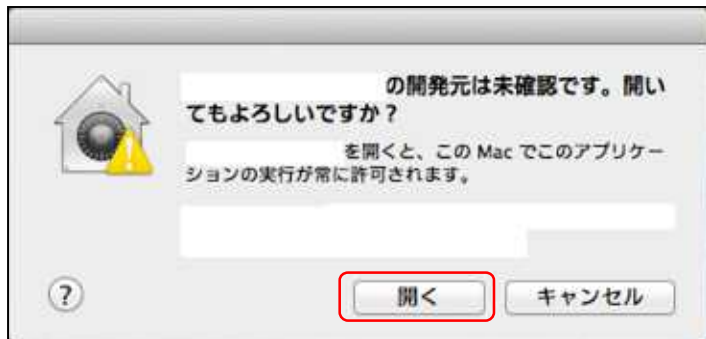 の開発元は未確認です。開い
てもよろしいですか？
を開くと、この Mac でこのアプリケー
ションの実行が常に許可されます。
?
開く
キャンセル